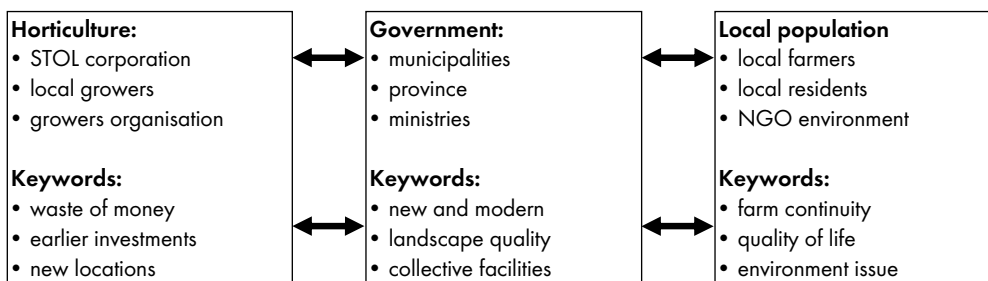 Horticulture:
• STOL corporation
• local growers
• growers organisation
Keywords:
• waste of money
• earlier investments
• new locations
Government:
• municipalities
• province
• ministries
Keywords:
• new and modern
• landscape quality
• collective facilities
Local population
• local farmers
• local residents
• NGO environment
Keywords:
• farm continuity
• quality of life
• environment issue